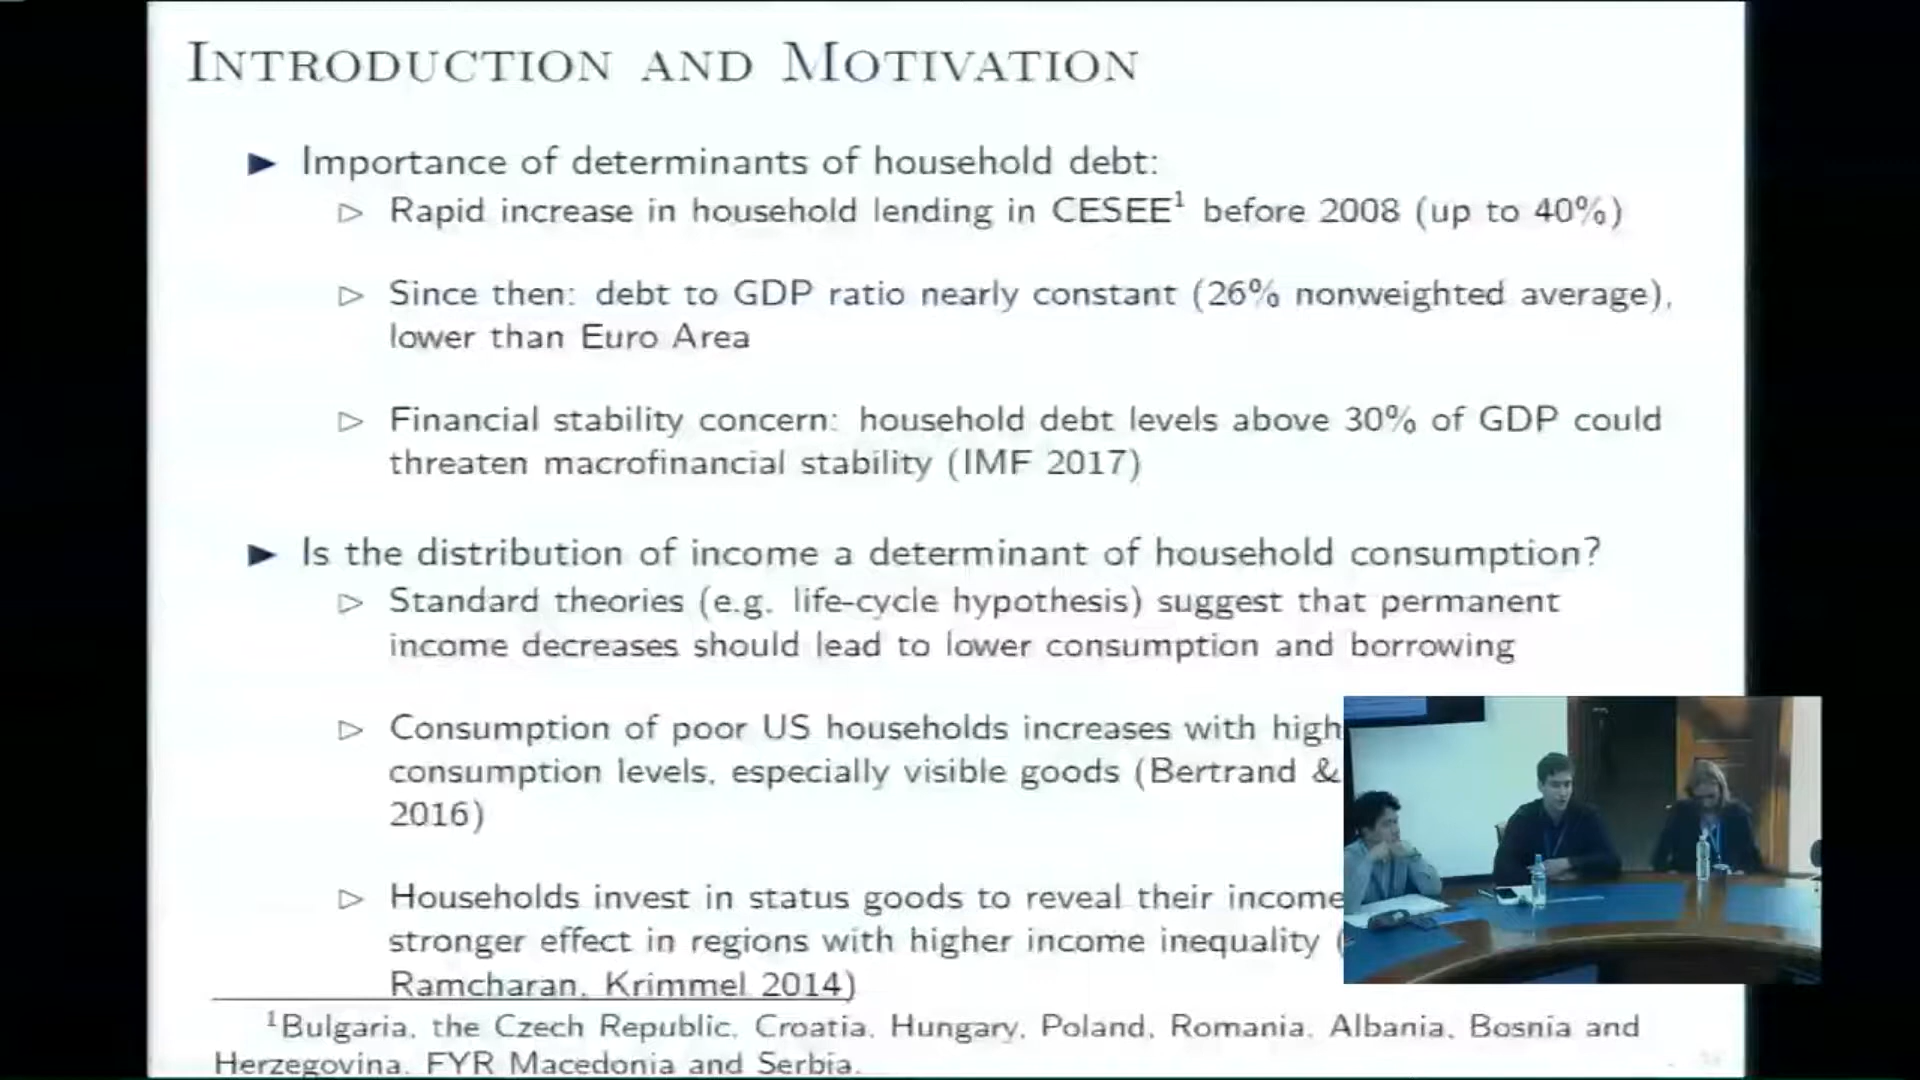 INTRODUCTION AND MOTIVATION
Importance of determinants of household debt:
Rapid increase in household lending in CESEE¹ before 2008 (up to 40%)
Since then: debt to GDP ratio nearly constant (26% nonweighted average),
lower than Euro Area
Financial stability concern: household debt levels above 30% of GDP could
threaten macrofinancial stability (IMF 2017)
Is the distribution of income a determinant of household consumption?
Standard theories (e.g. life-cycle hypothesis) suggest that permanent
income decreases should lead to lower consumption and borrowing
Consumption of poor US households increases with high
consumption levels, especially visible goods (Bertrand &
2016)
Households invest in status goods to reveal their income
stronger effect in regions with higher income inequality (
Ramcharan, Krimmel 2014)
¹Bulgaria, the Czech Republic, Croatia, Hungary, Poland, Romania, Albania, Bosnia and
Herzegovina, FYR Macedonia and Serbia.